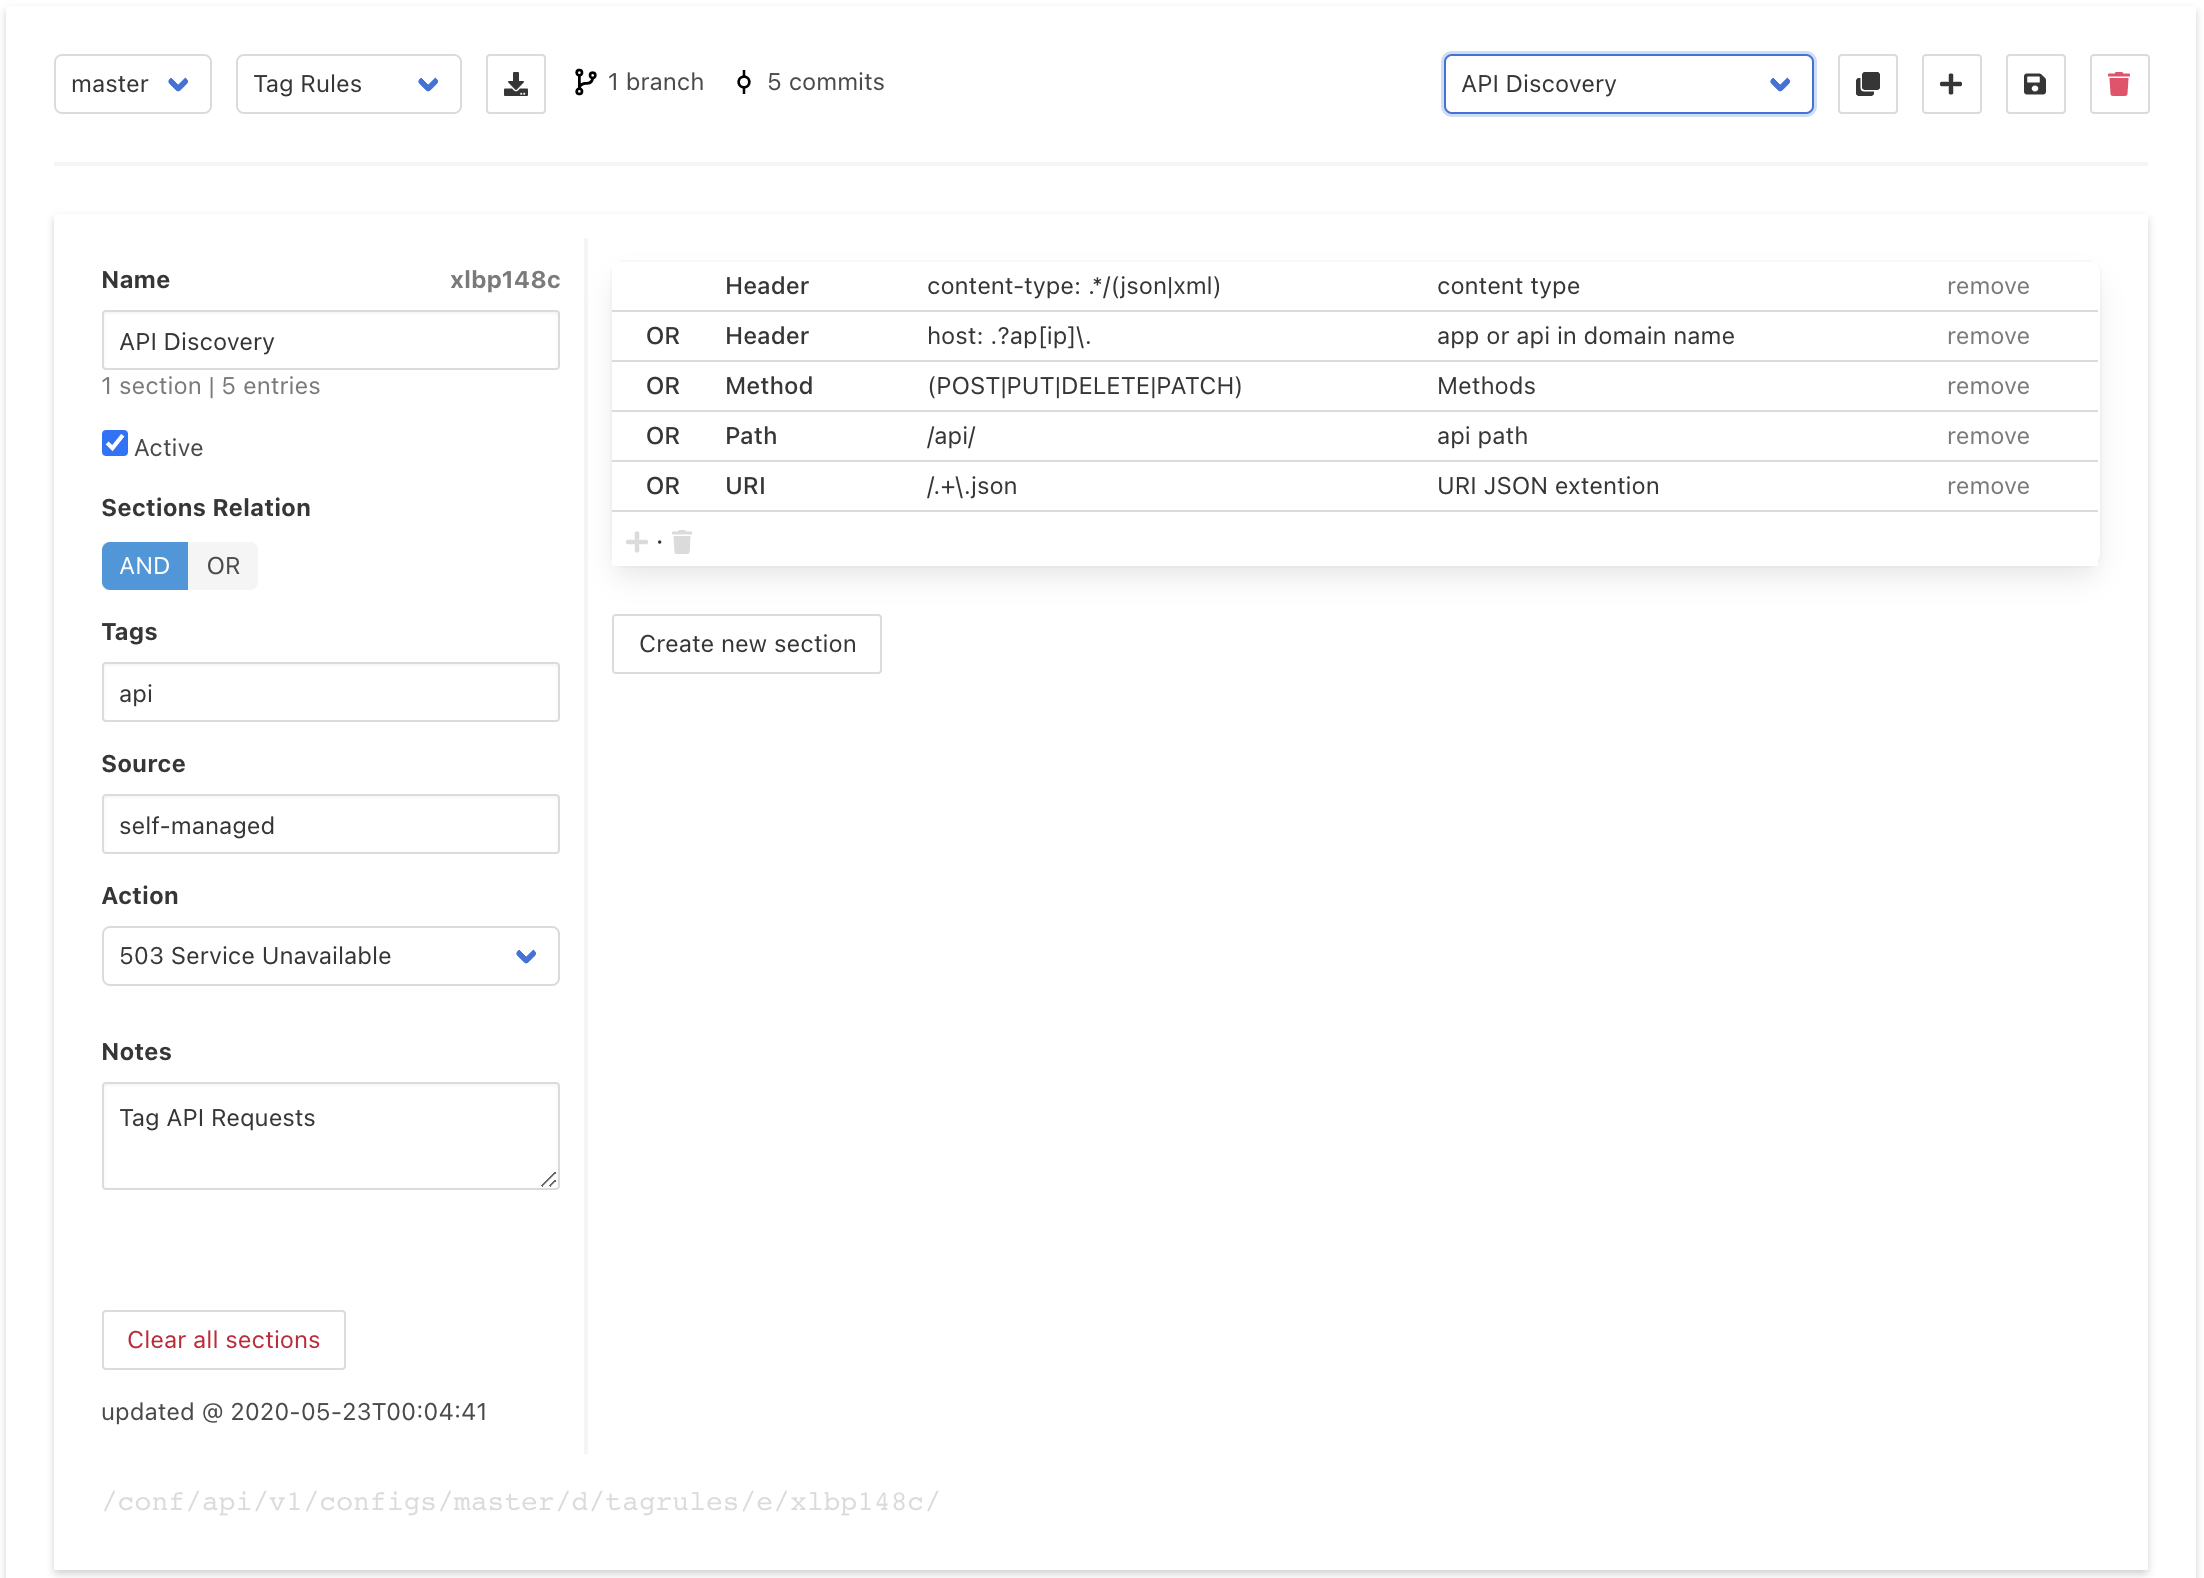 master
Tag Rules
1 branch
5 commits
API Discovery
Name
xlbp148c
API Discovery
1 section | 5 entries
Active
Sections Relation
AND OR
Tags
api
Source
self-managed
Action
503 Service Unavailable
Notes
Tag API Requests
Clear all sections
updated @ 2020-05-23T00:04:41
Header content-type: .*/(json|xml) content type remove
OR Header host: .?ap[ip]\. app or api in domain name remove
OR Method (POST|PUT|DELETE|PATCH) Methods remove
OR Path /api/ api path remove
OR URI /.+\.json URI JSON extention remove
Create new section
/conf/api/v1/configs/master/d/tagrules/e/xlbp148c/